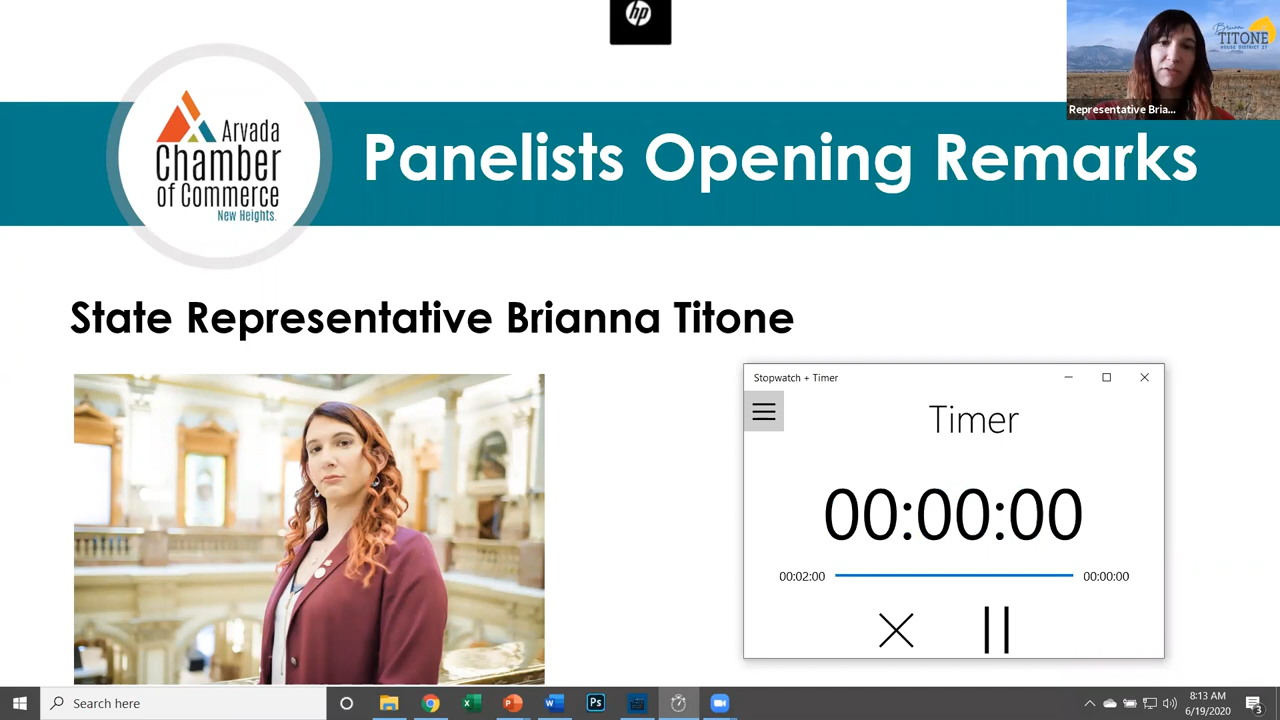 hp
Brianna
TITONE
HOUSE DISTRICT 27
Representative Bria...
Arvada
Chamber
of Commerce
New Heights.
Panelists Opening Remarks
State Representative Brianna Titone
Stopwatch + Timer
Timer
00:00:00
00:02:00
00:00:00
Search here
Ps
8:13 AM
6/19/2020
3